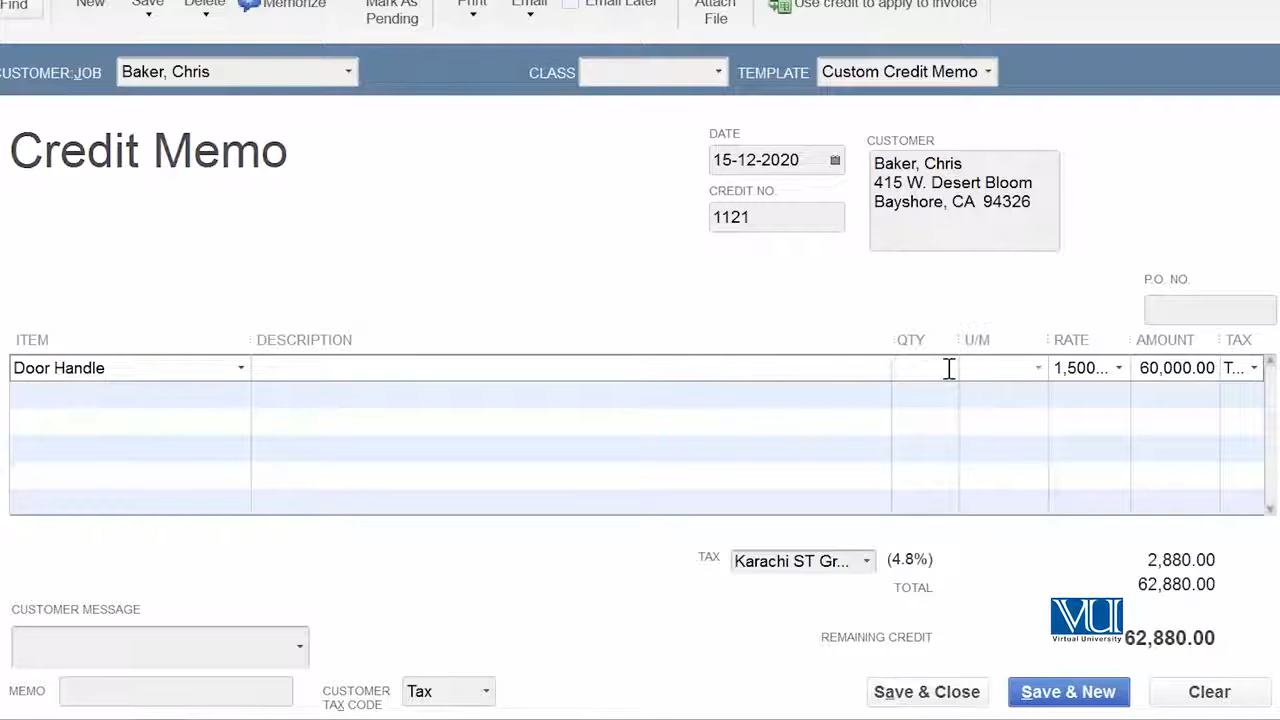 Find
New
Save
Delete
Memorize
Mark As
Pending
Print
Email
Email Later
Attach
File
Use credit to apply to invoice
CUSTOMER:JOB
Baker, Chris
CLASS
TEMPLATE
Custom Credit Memo
Credit Memo
DATE
15-12-2020
CREDIT NO.
1121
CUSTOMER
Baker, Chris
415 W. Desert Bloom
Bayshore, CA 94326
P.O. NO.
ITEM DESCRIPTION QTY U/M RATE AMOUNT TAX
Door Handle 1,500... 60,000.00 T...
TAX Karachi ST Gr... (4.8%) 2,880.00
TOTAL 62,880.00
CUSTOMER MESSAGE
VU
Virtual University
REMAINING CREDIT 62,880.00
MEMO
CUSTOMER
TAX CODE
Tax
Save & Close
Save & New
Clear